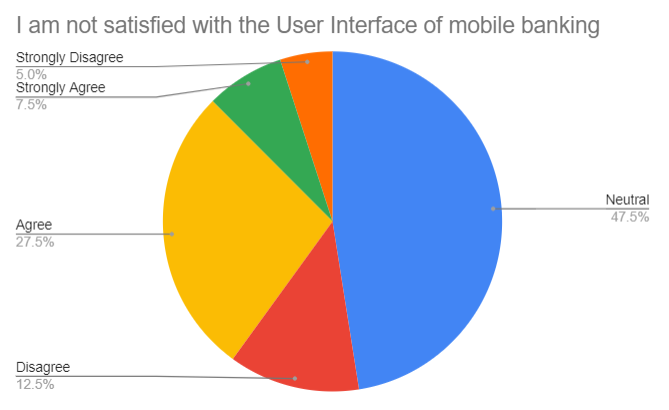 I am not satisfied with the User Interface of mobile banking
Strongly Disagree
5.0%
Strongly Agree
7.5%
Agree
27.5%
Disagree
12.5%
Neutral
47.5%